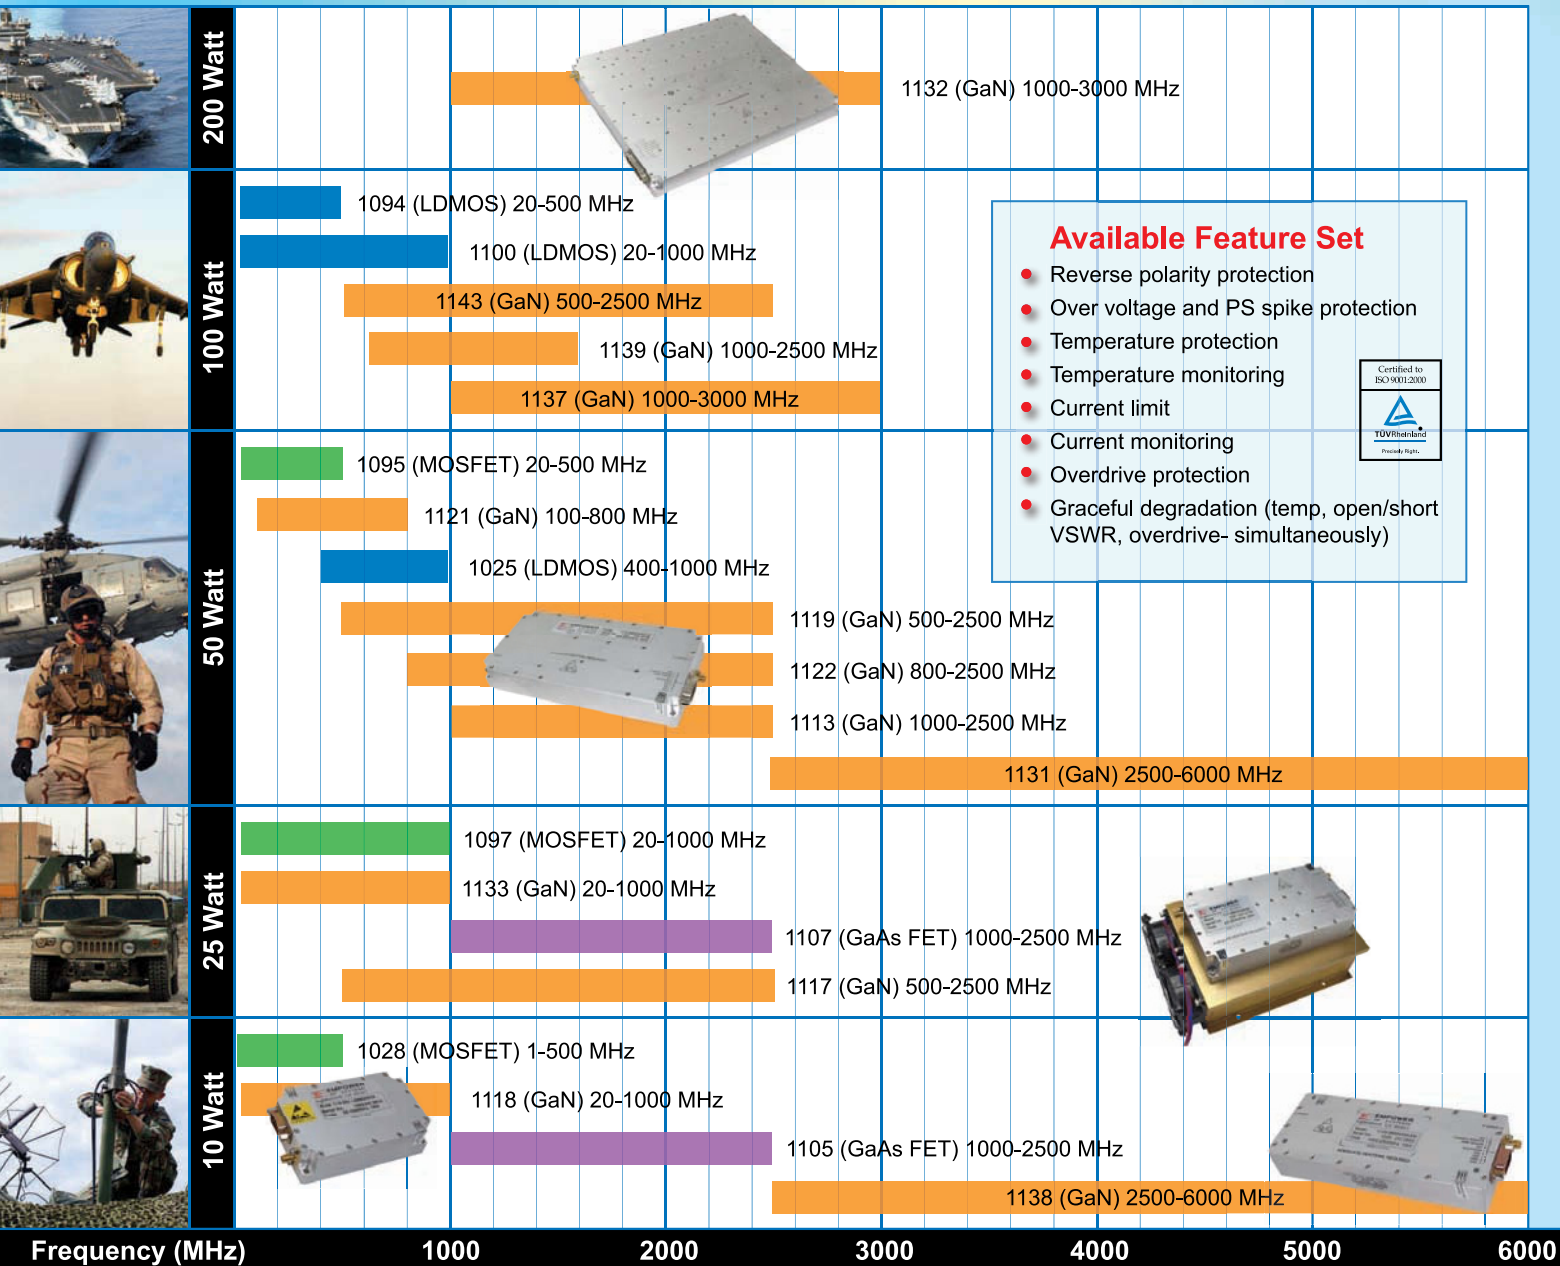 200 Watt
1132 (GaN) 1000-3000 MHz
100 Watt
1094 (LDMOS) 20-500 MHz
1100 (LDMOS) 20-1000 MHz
1143 (GaN) 500-2500 MHz
1139 (GaN) 1000-2500 MHz
1137 (GaN) 1000-3000 MHz
Available Feature Set
Reverse polarity protection
Over voltage and PS spike protection
Temperature protection
Temperature monitoring
Current limit
Current monitoring
Overdrive protection
Graceful degradation (temp, open/short
VSWR, overdrive- simultaneously)
Certified to
ISO 9001:2000
TÜVRheinland
Precisely Right.
50 Watt
1095 (MOSFET) 20-500 MHz
1121 (GaN) 100-800 MHz
1025 (LDMOS) 400-1000 MHz
1119 (GaN) 500-2500 MHz
1122 (GaN) 800-2500 MHz
1113 (GaN) 1000-2500 MHz
1131 (GaN) 2500-6000 MHz
25 Watt
1097 (MOSFET) 20-1000 MHz
1133 (GaN) 20-1000 MHz
1107 (GaAs FET) 1000-2500 MHz
1117 (GaN) 500-2500 MHz
10 Watt
1028 (MOSFET) 1-500 MHz
1118 (GaN) 20-1000 MHz
1105 (GaAs FET) 1000-2500 MHz
1138 (GaN) 2500-6000 MHz
EMPOWER
EMPOWER
Frequency (MHz) 1000 2000 3000 4000 5000 6000